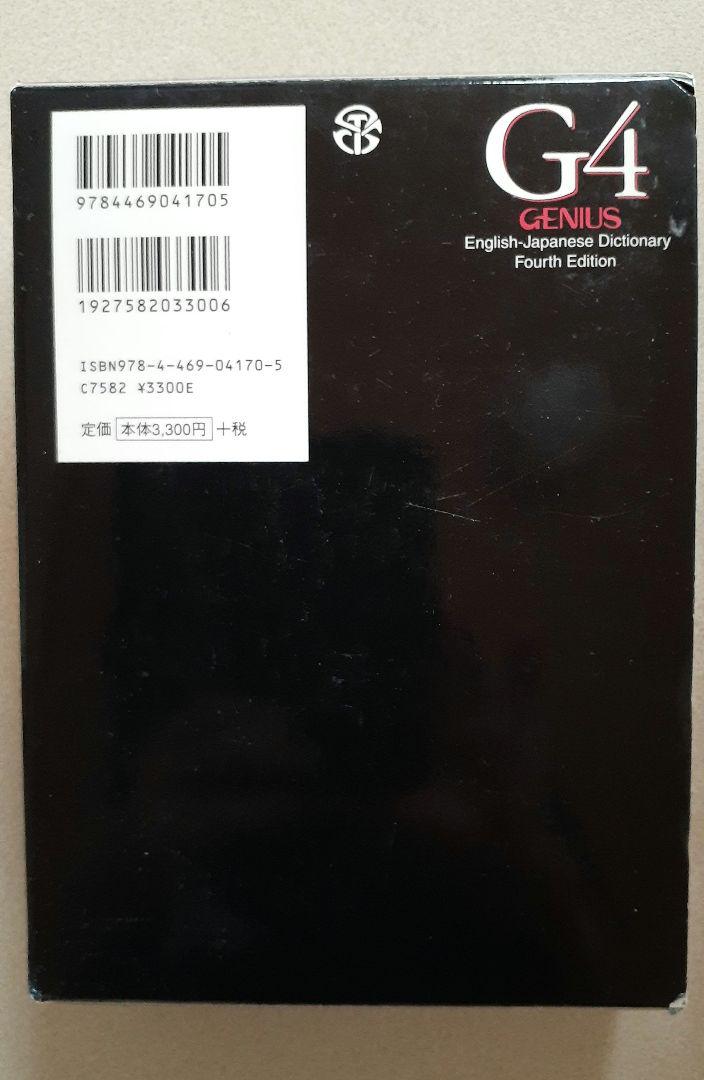 9784469041705
1927582033006
ISBN978-4-469-04170-5
C7582 ¥3300E
定価 本体3,300円 +税
G4
GENIUS
English-Japanese Dictionary
Fourth Edition